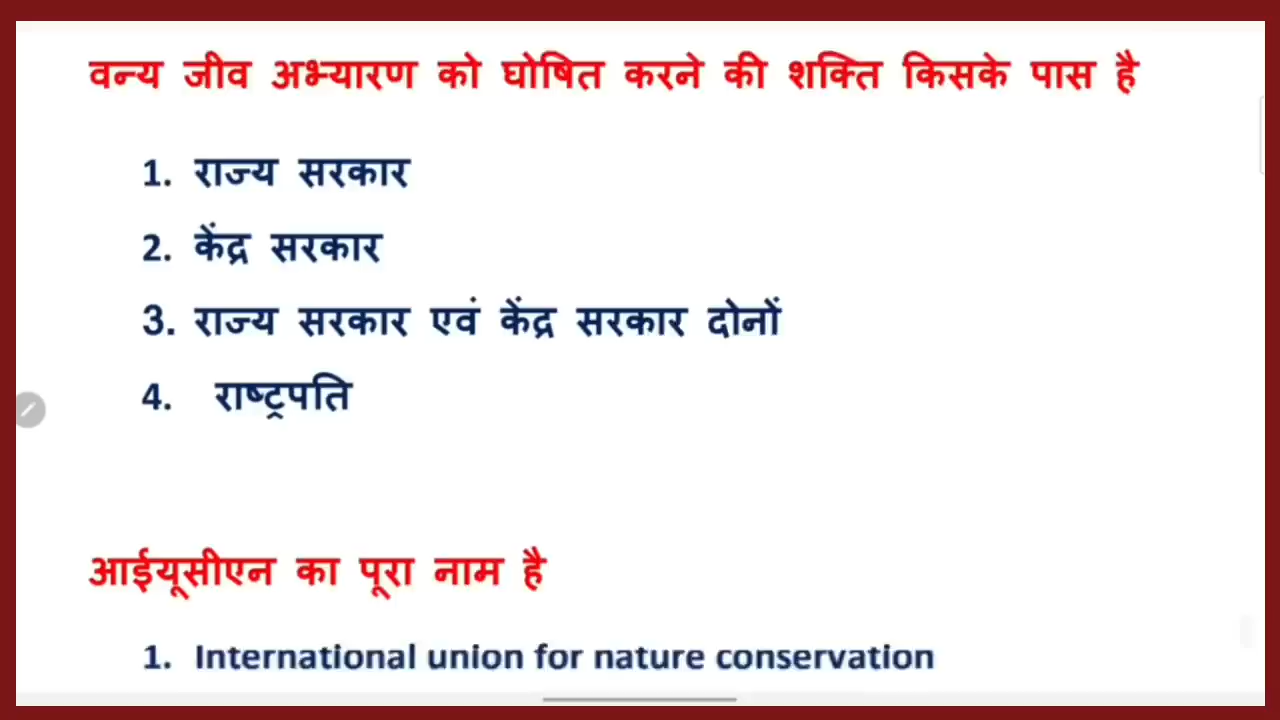 वन्य जीव अभ्यारण को घोषित करने की शक्ति किसके पास है
1. राज्य सरकार
2. केंद्र सरकार
3. राज्य सरकार एवं केंद्र सरकार दोनों
4. राष्ट्रपति
आईयूसीएन का पूरा नाम है
1. International union for nature conservation